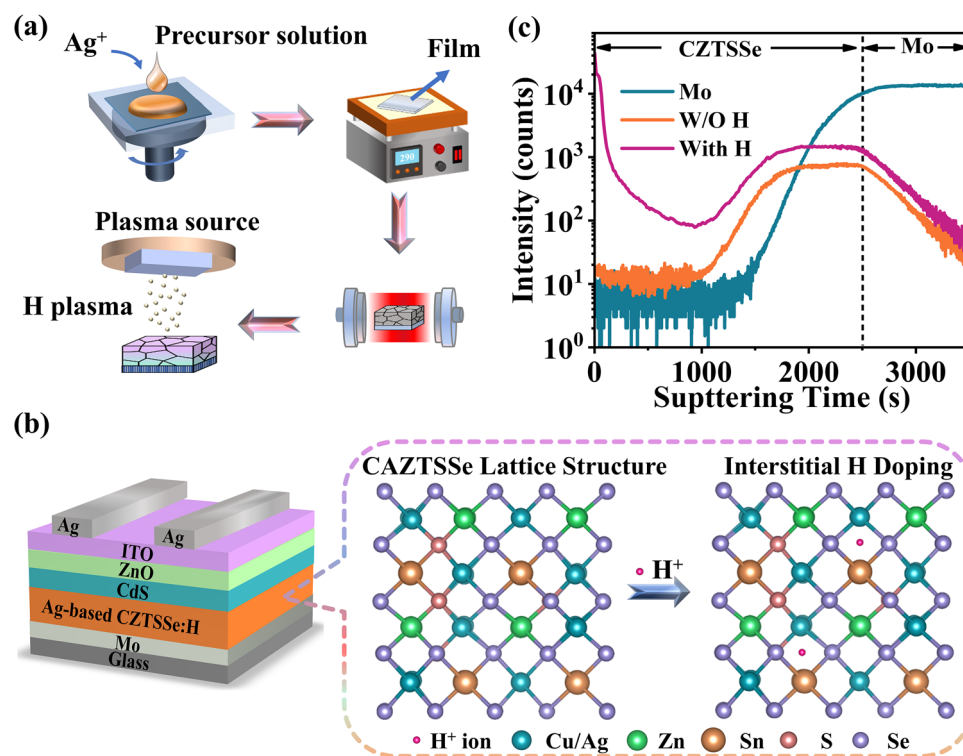 (a)
Ag⁺
Precursor solution
Film
290
Plasma source
H plasma
(c)
CZTSSe
Mo
Mo
W/O H
With H
Intensity (counts)
10⁴
10³
10²
10¹
10⁰
0
1000
2000
3000
Supttering Time (s)
(b)
Ag
Ag
ITO
ZnO
CdS
Ag-based CZTSSe:H
Mo
Glass
CAZTSSe Lattice Structure
Interstitial H Doping
H⁺
H⁺ ion
Cu/Ag
Zn
Sn
S
Se